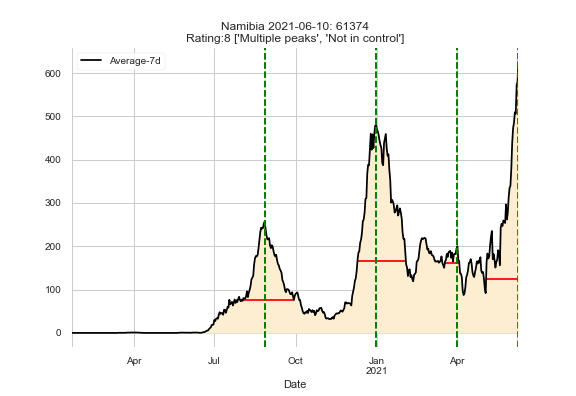 Namibia 2021-06-10: 61374
Rating:8 ['Multiple peaks', 'Not in control']
Average-7d
600
500
400
300
200
100
0
Apr
Jul
Oct
Jan
2021
Apr
Date